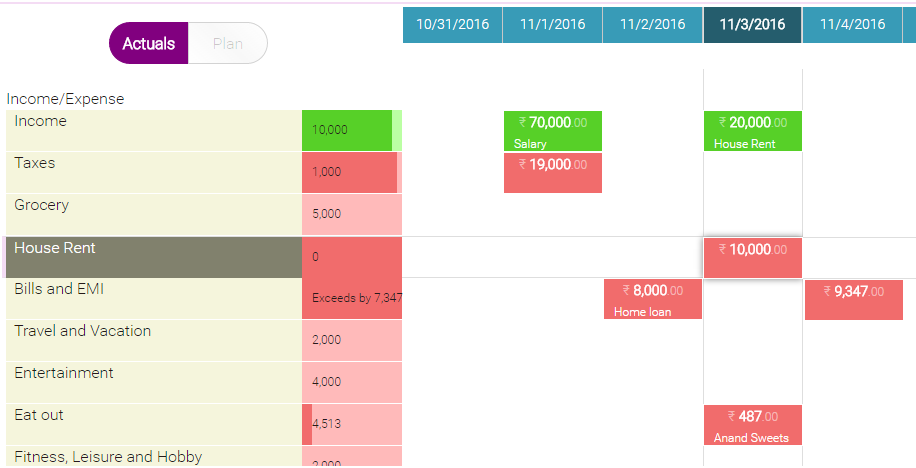 10/31/2016 11/1/2016 11/2/2016 11/3/2016 11/4/2016
Actuals Plan
Income/Expense
Income 10,000 ₹ 70,000.00 ₹ 20,000.00
Salary House Rent
Taxes 1,000 ₹ 19,000.00
Grocery 5,000
House Rent 0 ₹ 10,000.00
Bills and EMI Exceeds by 7,347 ₹ 8,000.00 ₹ 9,347.00
Home loan
Travel and Vacation 2,000
Entertainment 4,000
Eat out 4,513 ₹ 487.00
Anand Sweets
Fitness, Leisure and Hobby 2,000